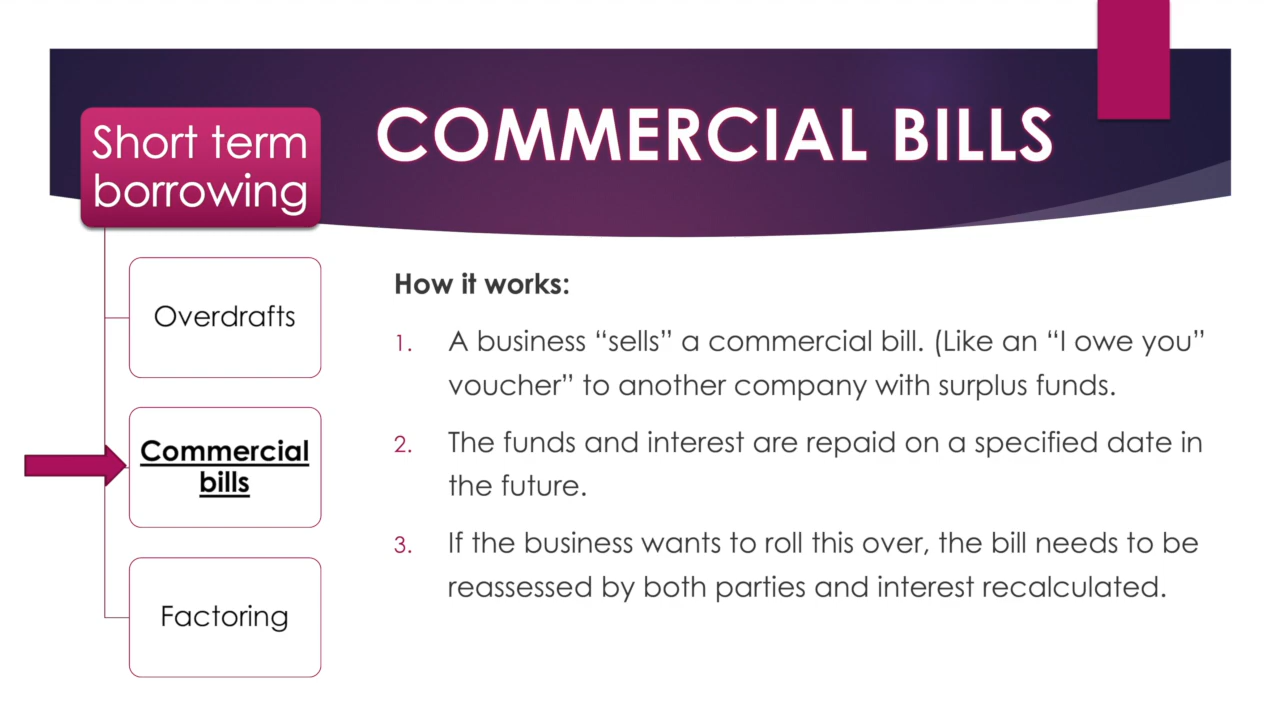 Short term
borrowing
COMMERCIAL BILLS
Overdrafts
Commercial
bills
Factoring
How it works:
1. A business “sells” a commercial bill. (Like an “I owe you”
voucher” to another company with surplus funds.
2. The funds and interest are repaid on a specified date in
the future.
3. If the business wants to roll this over, the bill needs to be
reassessed by both parties and interest recalculated.